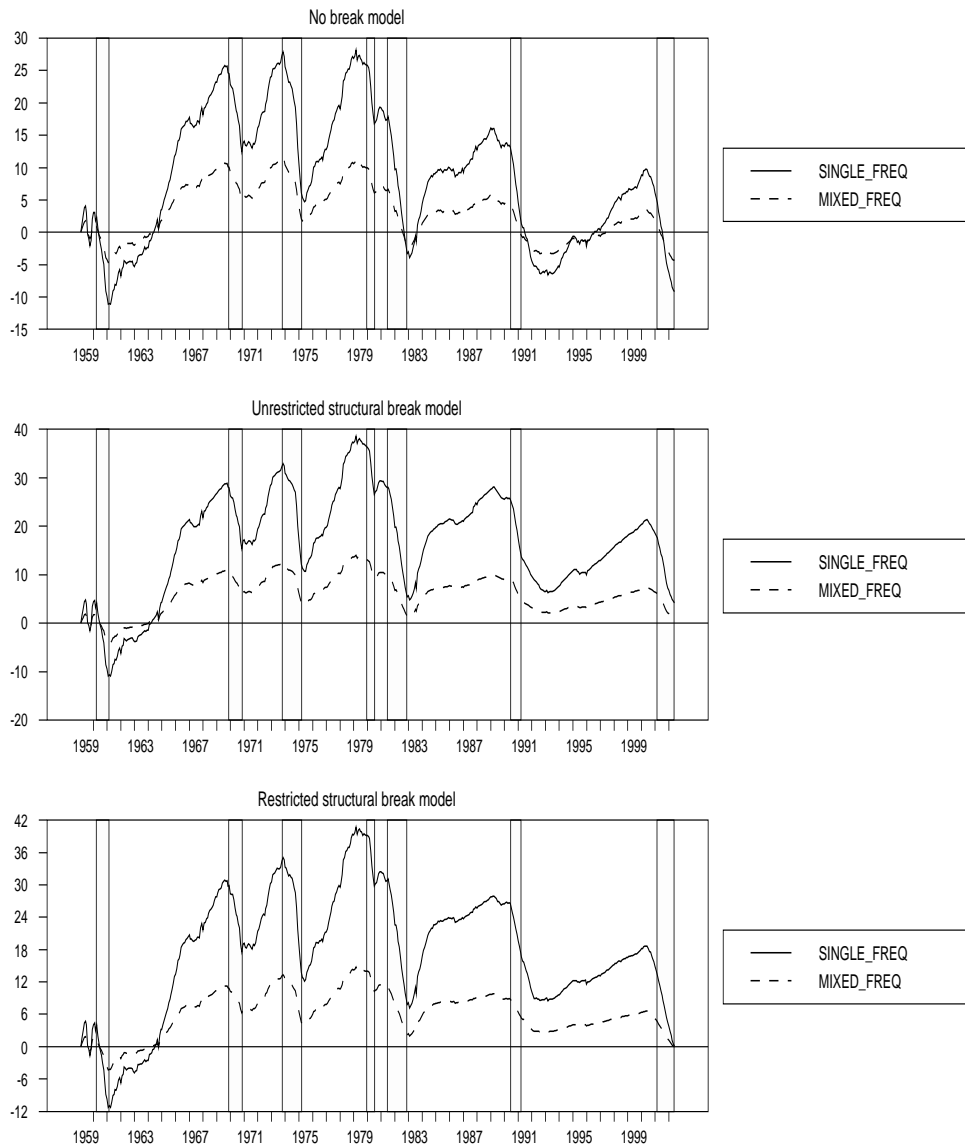 No break model
30
25
20
15
10
5
0
-5
-10
-15
1959 1963 1967 1971 1975 1979 1983 1987 1991 1995 1999
SINGLE_FREQ
MIXED_FREQ
Unrestricted structural break model
40
30
20
10
0
-10
-20
1959 1963 1967 1971 1975 1979 1983 1987 1991 1995 1999
SINGLE_FREQ
MIXED_FREQ
Restricted structural break model
42
36
30
24
18
12
6
0
-6
-12
1959 1963 1967 1971 1975 1979 1983 1987 1991 1995 1999
SINGLE_FREQ
MIXED_FREQ